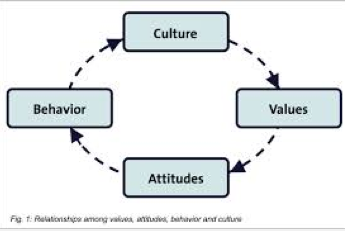 Culture
Behavior
Values
Attitudes
Fig. 1: Relationships among values, attitudes, behavior and culture